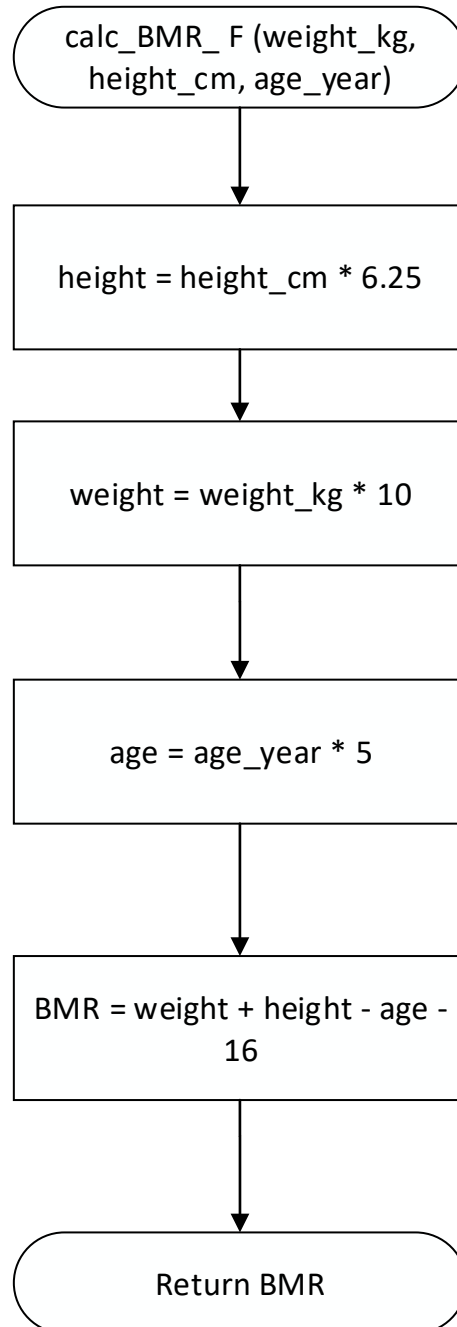 calc_BMR_ F (weight_kg,
height_cm, age_year)
height = height_cm * 6.25
weight = weight_kg * 10
age = age_year * 5
BMR = weight + height - age -
16
Return BMR